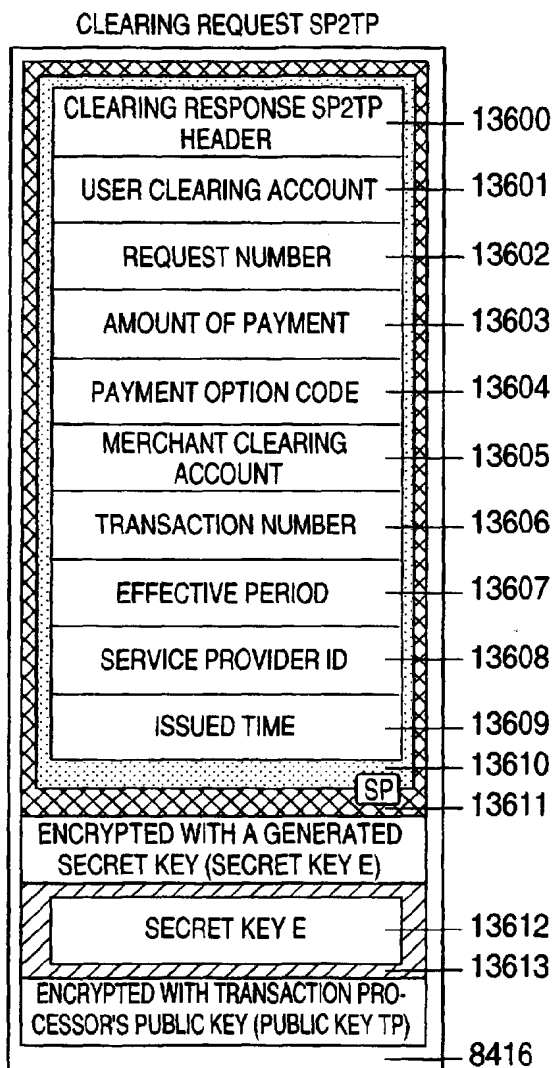 CLEARING REQUEST SP2TP
CLEARING RESPONSE SP2TP
HEADER
13600
USER CLEARING ACCOUNT
13601
REQUEST NUMBER
13602
AMOUNT OF PAYMENT
13603
PAYMENT OPTION CODE
13604
MERCHANT CLEARING
ACCOUNT
13605
TRANSACTION NUMBER
13606
EFFECTIVE PERIOD
13607
SERVICE PROVIDER ID
13608
ISSUED TIME
13609
13610
SP
13611
ENCRYPTED WITH A GENERATED
SECRET KEY (SECRET KEY E)
SECRET KEY E
13612
13613
ENCRYPTED WITH TRANSACTION PRO-
CESSOR'S PUBLIC KEY (PUBLIC KEY TP)
8416